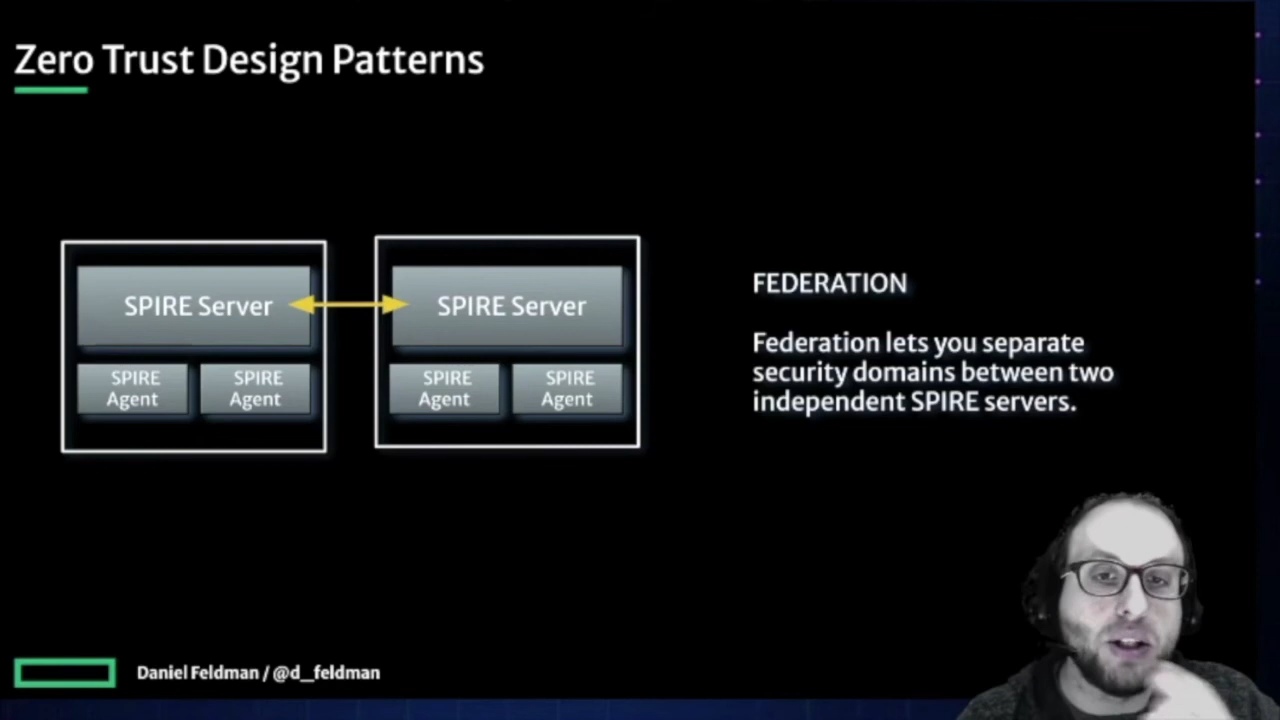 Zero Trust Design Patterns
SPIRE Server
SPIRE
Agent
SPIRE
Agent
SPIRE Server
SPIRE
Agent
SPIRE
Agent
FEDERATION
Federation lets you separate
security domains between two
independent SPIRE servers.
Daniel Feldman / @d_feldman